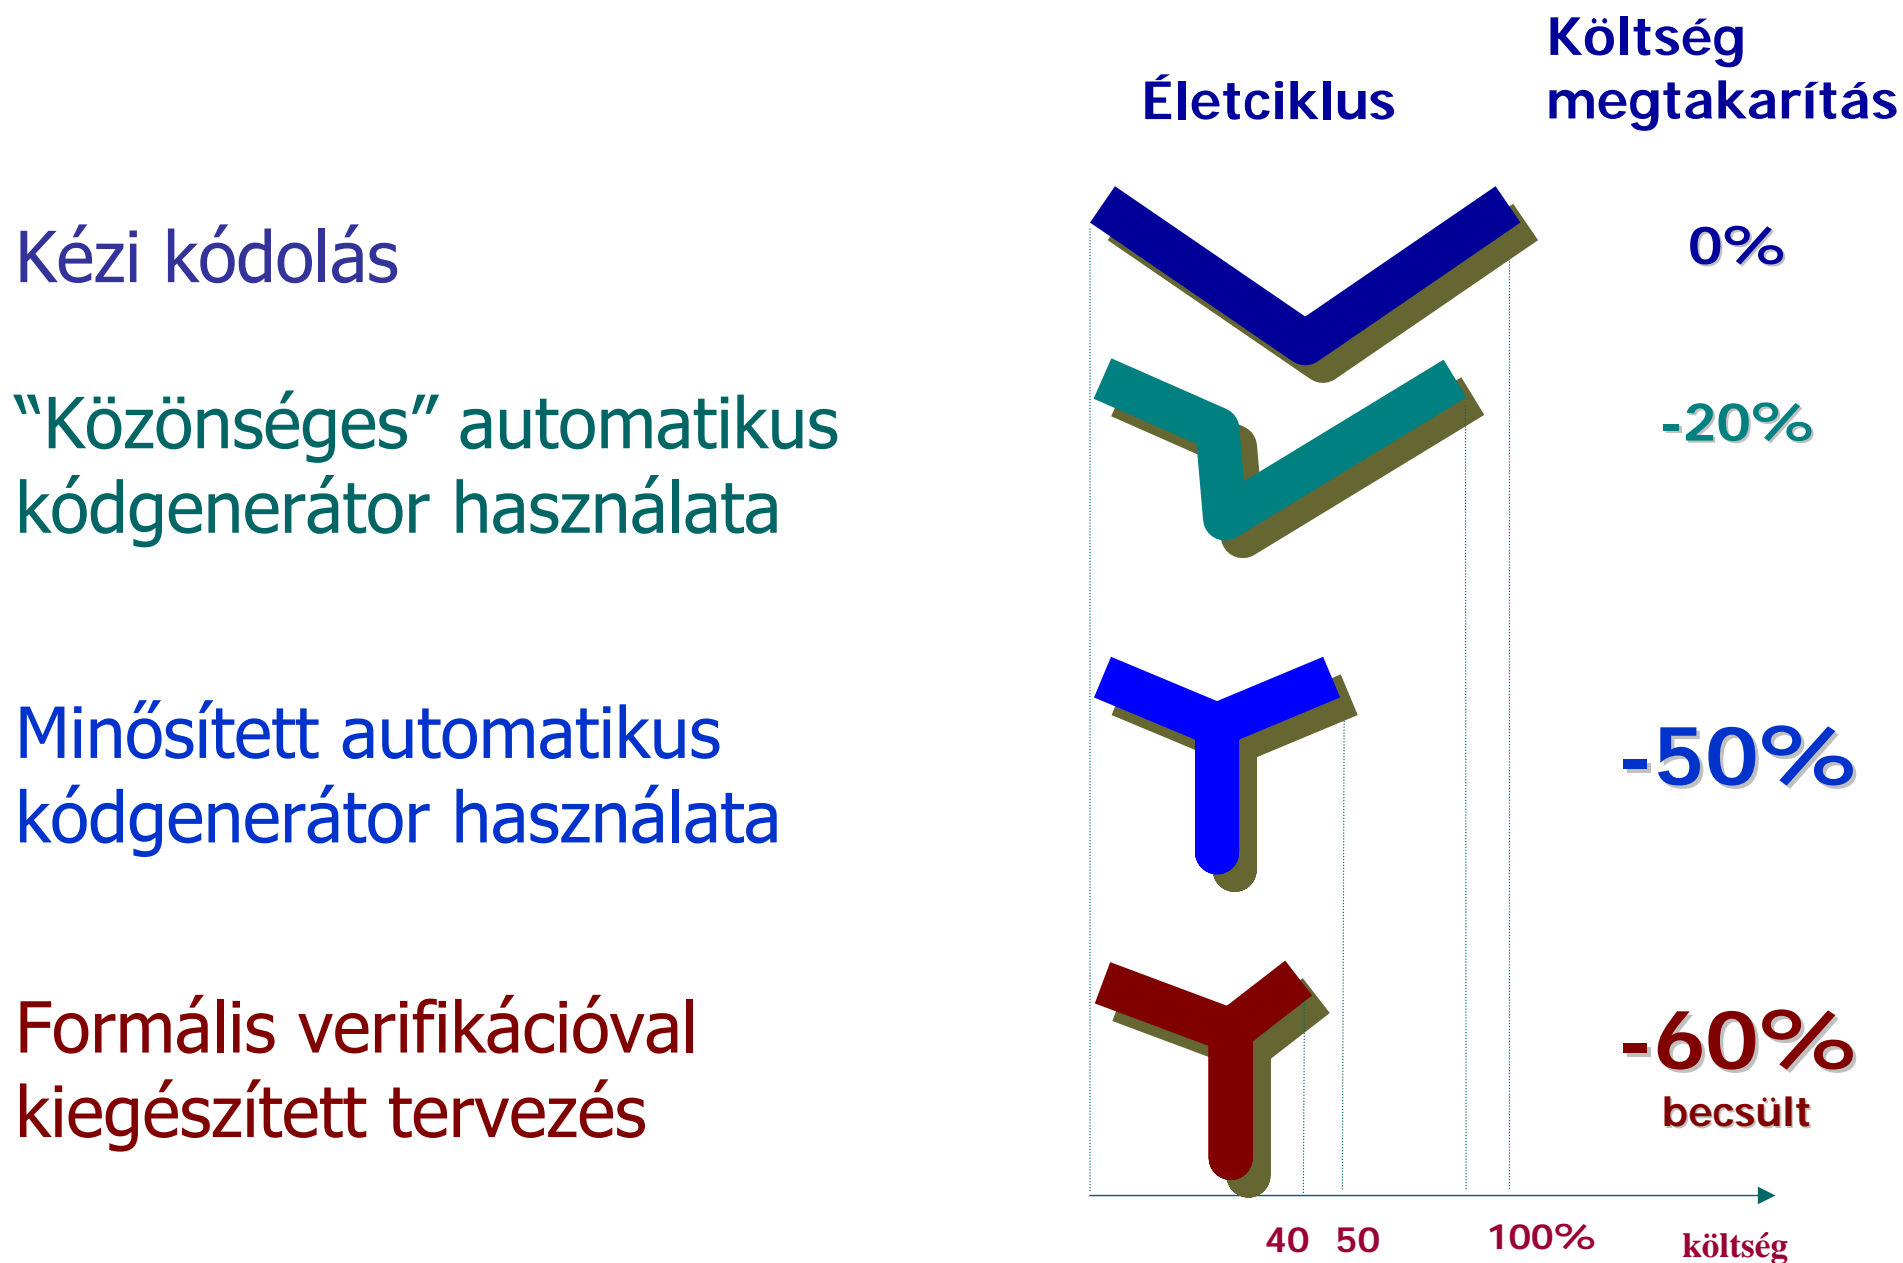 Életciklus
Költség
megtakarítás
Kézi kódolás
0%
“Közönséges” automatikus
kódgenerátor használata
-20%
Minősített automatikus
kódgenerátor használata
-50%
Formális verifikációval
kiegészített tervezés
-60%
becsült
40 50 100% költség